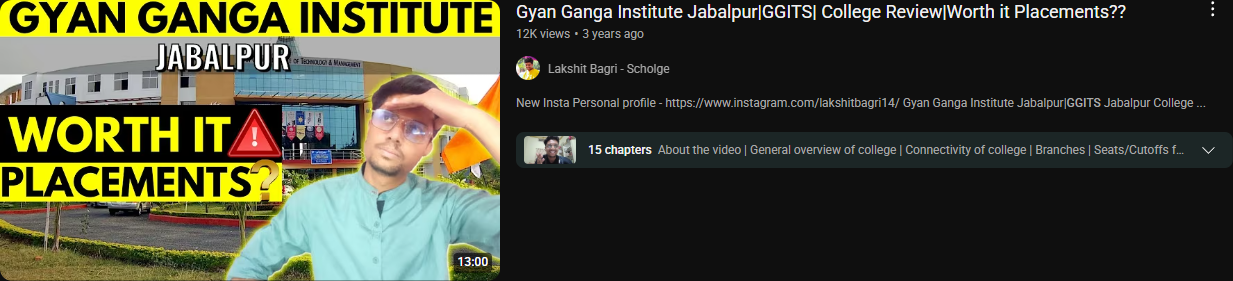 GYAN GANGA INSTITUTE
JABALPUR
OF TECHNOLOGY & MANAGEMENT
WORTH IT
PLACEMENTS?
13:00
Gyan Ganga Institute Jabalpur|GGITS| College Review|Worth it Placements??
12K views • 3 years ago
Lakshit Bagri - Scholge
New Insta Personal profile - https://www.instagram.com/lakshitbagri14/ Gyan Ganga Institute Jabalpur|GGITS Jabalpur College ...
15 chapters About the video | General overview of college | Connectivity of college | Branches | Seats/Cutoffs f...